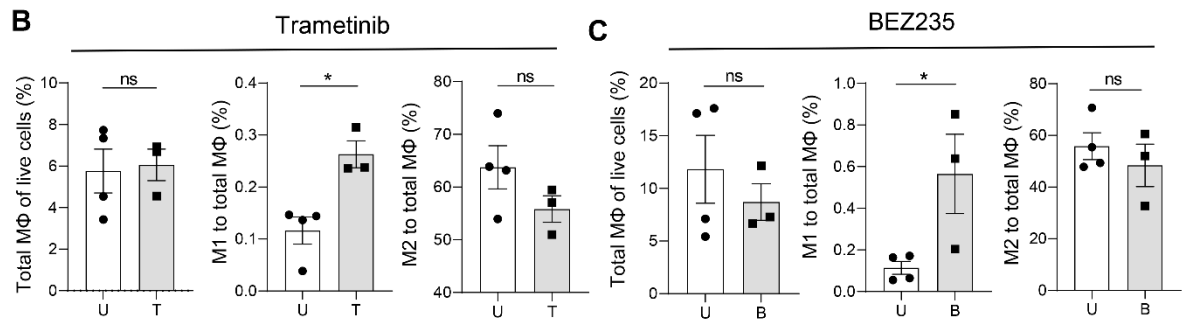 B
Trametinib
Total MΦ of live cells (%)
10
8
6
4
2
0
ns
U
T
M1 to total MΦ (%)
0.4
0.3
0.2
0.1
0.0
*
U
T
M2 to total MΦ (%)
80
70
60
50
40
ns
U
T
C
BEZ235
Total MΦ of live cells (%)
20
15
10
5
0
ns
U
B
M1 to total MΦ (%)
1.0
0.8
0.6
0.4
0.2
0.0
*
U
B
M2 to total MΦ (%)
80
60
40
20
0
ns
U
B